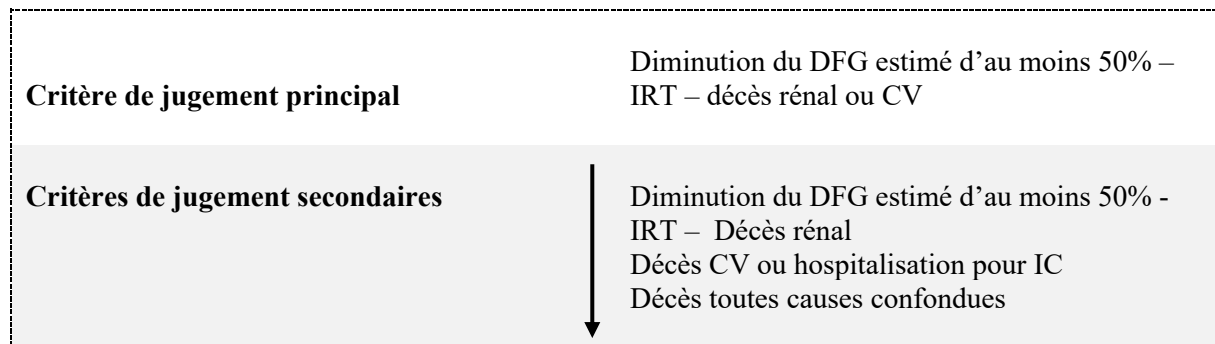 Critère de jugement principal
Diminution du DFG estimé d’au moins 50% –
IRT – décès rénal ou CV
Critères de jugement secondaires
Diminution du DFG estimé d’au moins 50% -
IRT –  Décès rénal
Décès CV ou hospitalisation pour IC
Décès toutes causes confondues